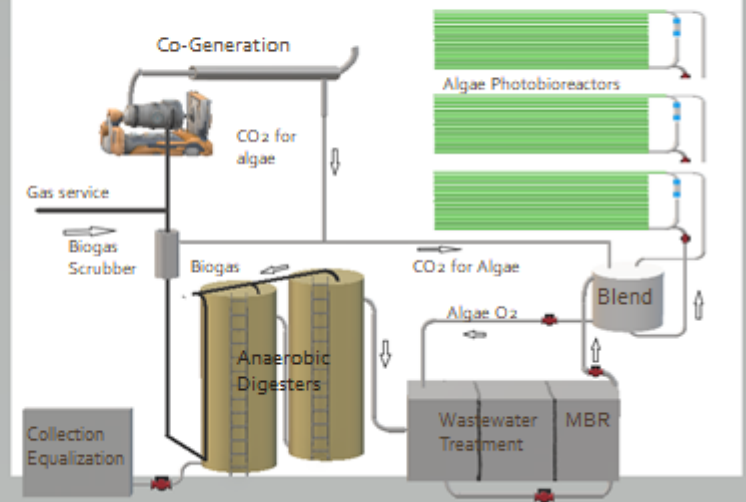 Co-Generation
Algae Photobioreactors
CO2 for
algae
Gas service
Biogas
Scrubber
Biogas
CO2 for Algae
Blend
Algae O2
Anaerobic
Digesters
Wastewater
Treatment
MBR
Collection
Equalization